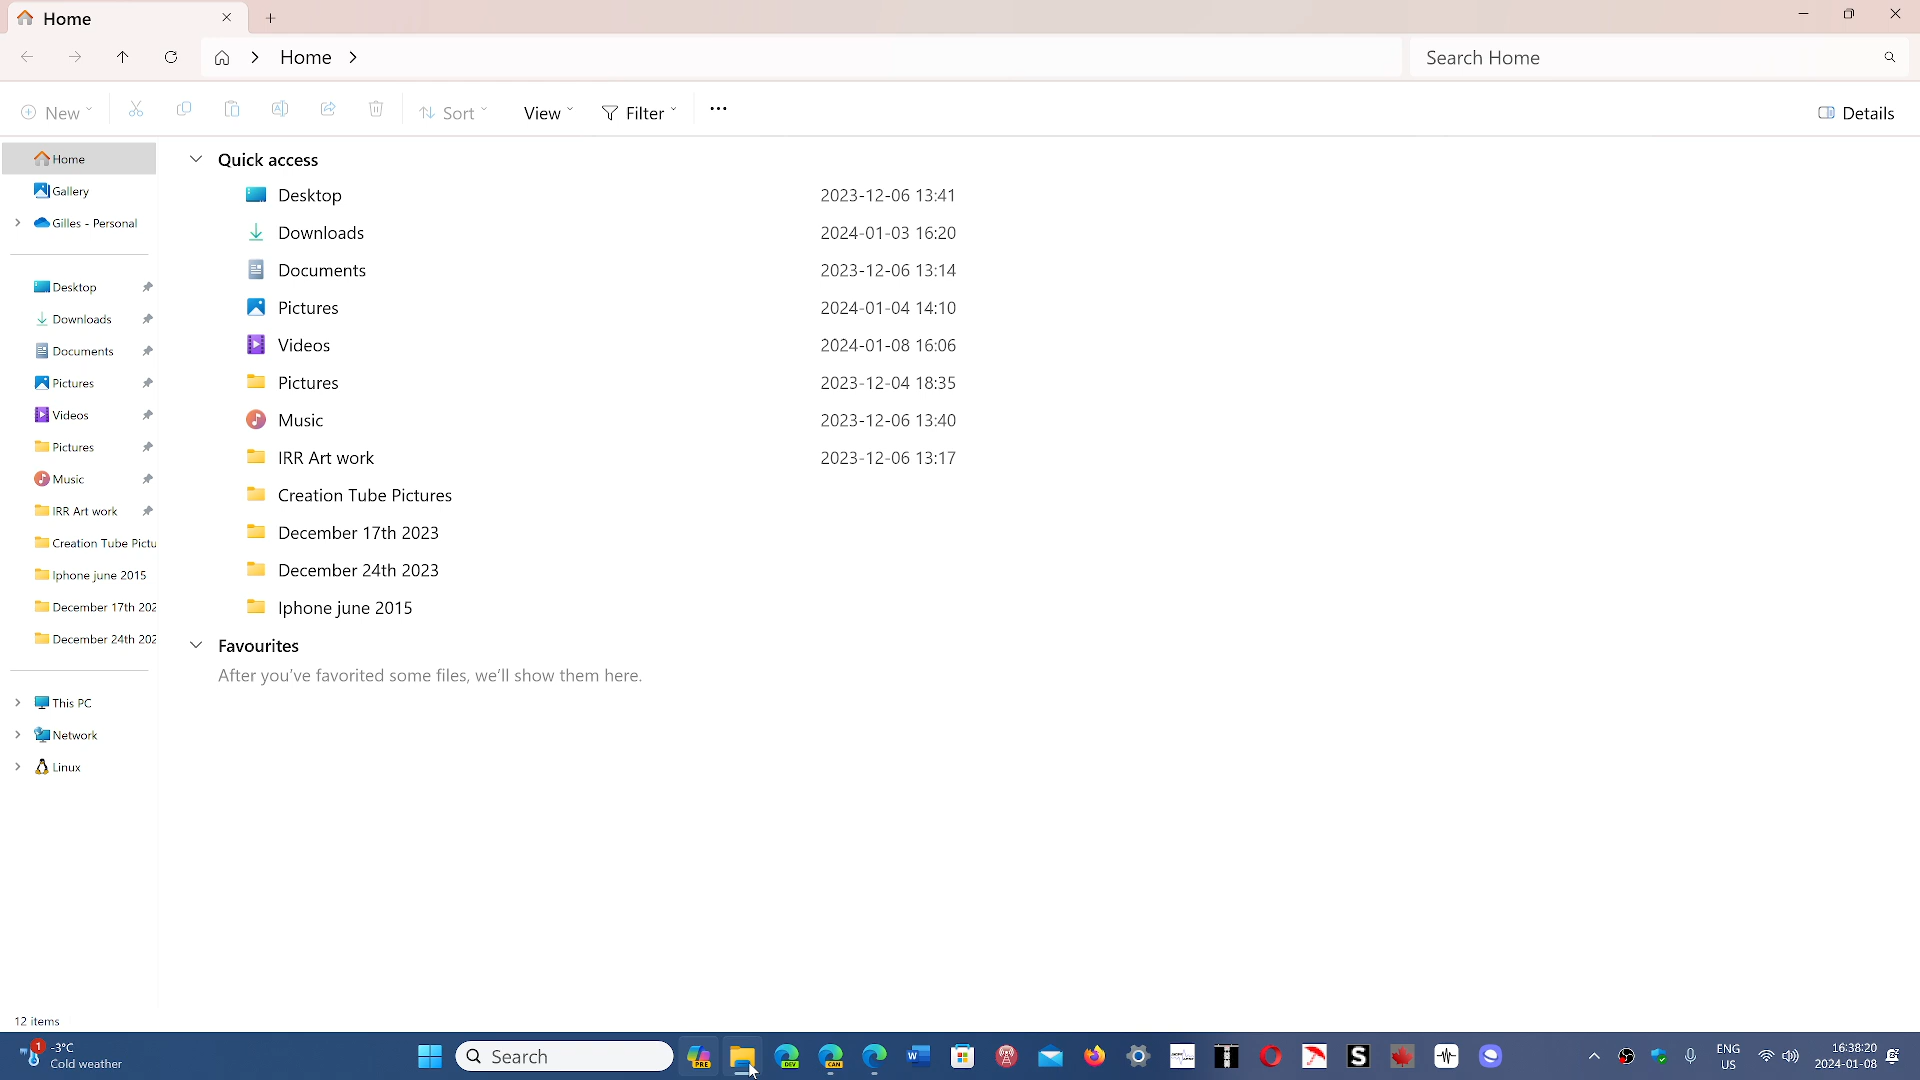 Home
Home
Search Home
New
Sort
View
Filter
Details
Home
Gallery
Gilles - Personal
Desktop
Downloads
Documents
Pictures
Videos
Pictures
Music
IRR Art work
Creation Tube Pictu
Iphone june 2015
December 17th 202
December 24th 202
This PC
Network
Linux
Quick access
Desktop 2023-12-06 13:41
Downloads 2024-01-03 16:20
Documents 2023-12-06 13:14
Pictures 2024-01-04 14:10
Videos 2024-01-08 16:06
Pictures 2023-12-04 18:35
Music 2023-12-06 13:40
IRR Art work 2023-12-06 13:17
Creation Tube Pictures
December 17th 2023
December 24th 2023
Iphone june 2015
Favourites
After you've favorited some files, we'll show them here.
12 items
1
-3°C
Cold weather
Search
PRE
DEV
CAN
W
S
ENG
US
16:38:20
2024-01-08